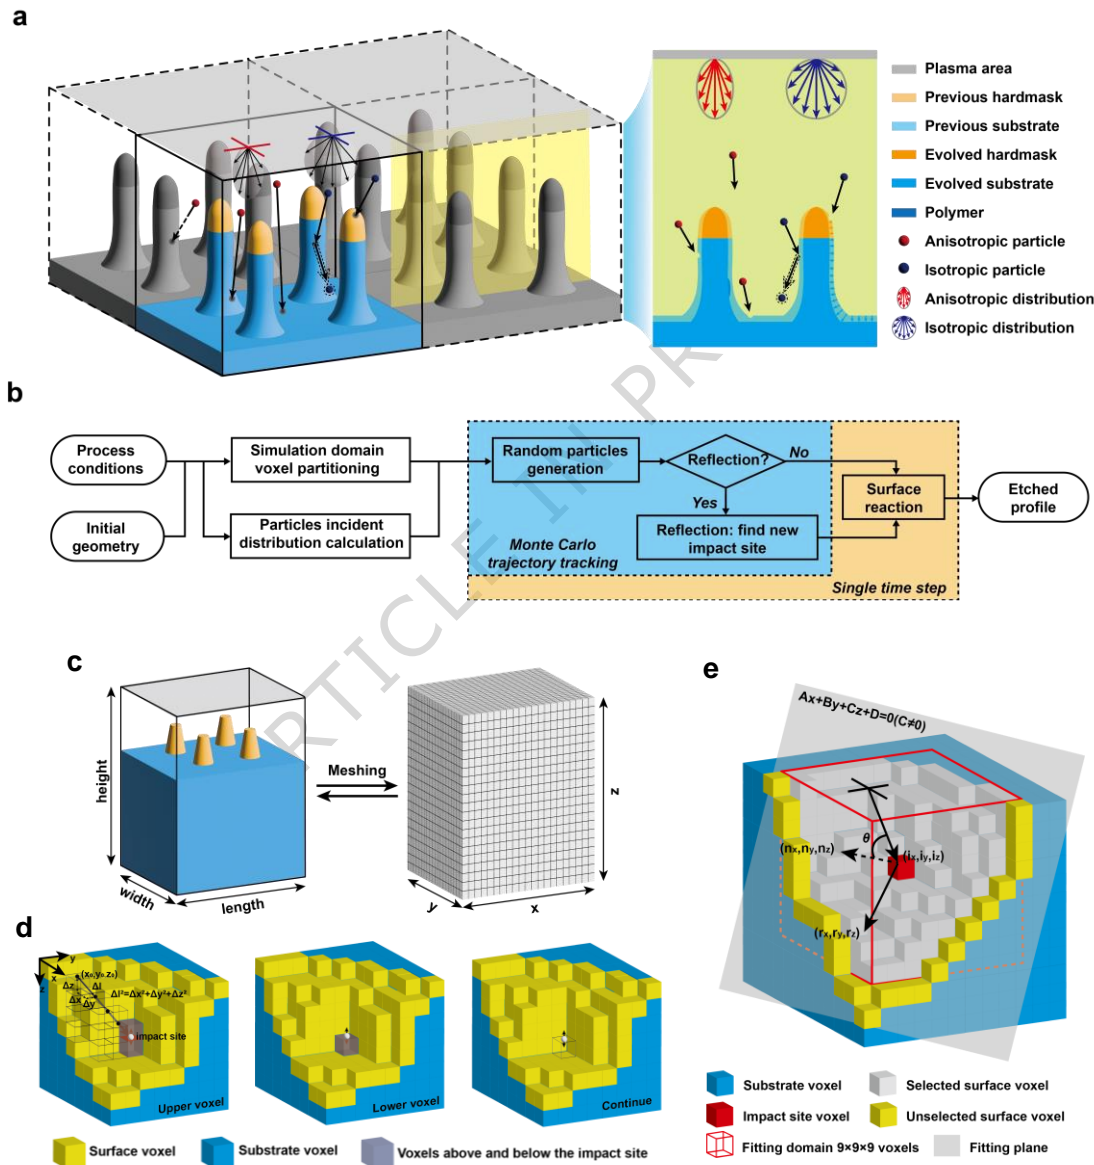 a
Plasma area
Previous hardmask
Previous substrate
Evolved hardmask
Evolved substrate
Polymer
Anisotropic particle
Isotropic particle
Anisotropic distribution
Isotropic distribution
ARTICLE IN PR
b
Process
conditions
Initial
geometry
Simulation domain
voxel partitioning
Particles incident
distribution calculation
Random particles
generation
Reflection?
No
Yes
Reflection: find new
impact site
Monte Carlo
trajectory tracking
Surface
reaction
Single time step
Etched
profile
c
height
width
length
Meshing
z
y
x
d
y
x
z
(x₀,y₀,z₀)
Δz
Δl
Δx
Δy
Δl²=Δx²+Δy²+Δz²
impact site
Upper voxel
Lower voxel
Continue
Surface voxel
Substrate voxel
Voxels above and below the impact site
e
Ax+By+Cz+D=0(C≠0)
θ
(nx,ny,nz)
(ix,iy,iz)
(rx,ry,rz)
Substrate voxel
Selected surface voxel
Impact site voxel
Unselected surface voxel
Fitting domain 9×9×9 voxels
Fitting plane